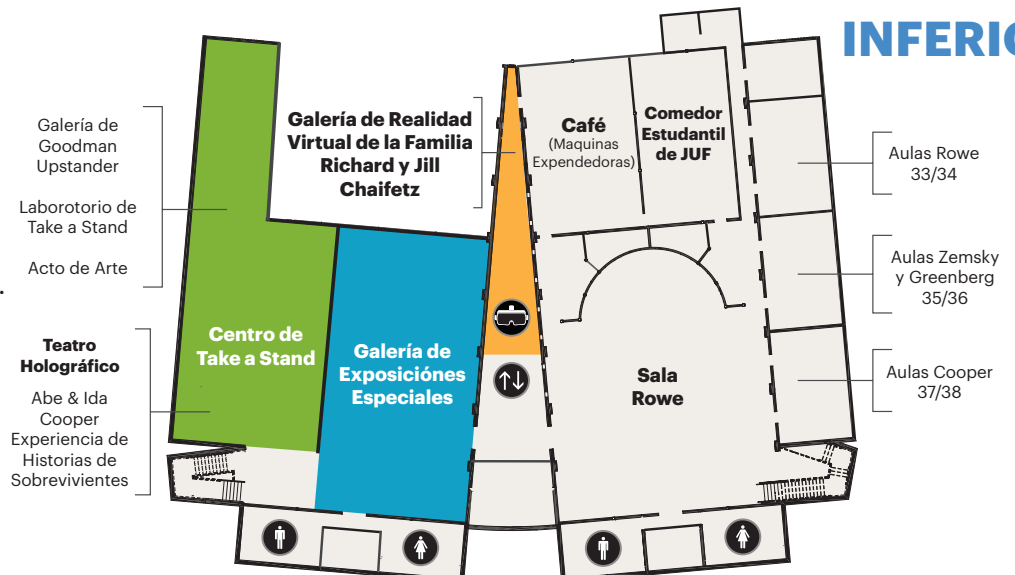 INFERIO
Galería de
Goodman
Upstander
Laborotorio de
Take a Stand
Acto de Arte
Teatro
Holográfico
Abe & Ida
Cooper
Experiencia de
Historias de
Sobrevivientes
Galería de Realidad
Virtual de la Familia
Richard y Jill
Chaifetz
Centro de
Take a Stand
Galería de
Exposiciónes
Especiales
Café
(Maquinas
Expendedoras)
Comedor
Estudantil
de JUF
Sala
Rowe
Aulas Rowe
33/34
Aulas Zemsky
y Greenberg
35/36
Aulas Cooper
37/38